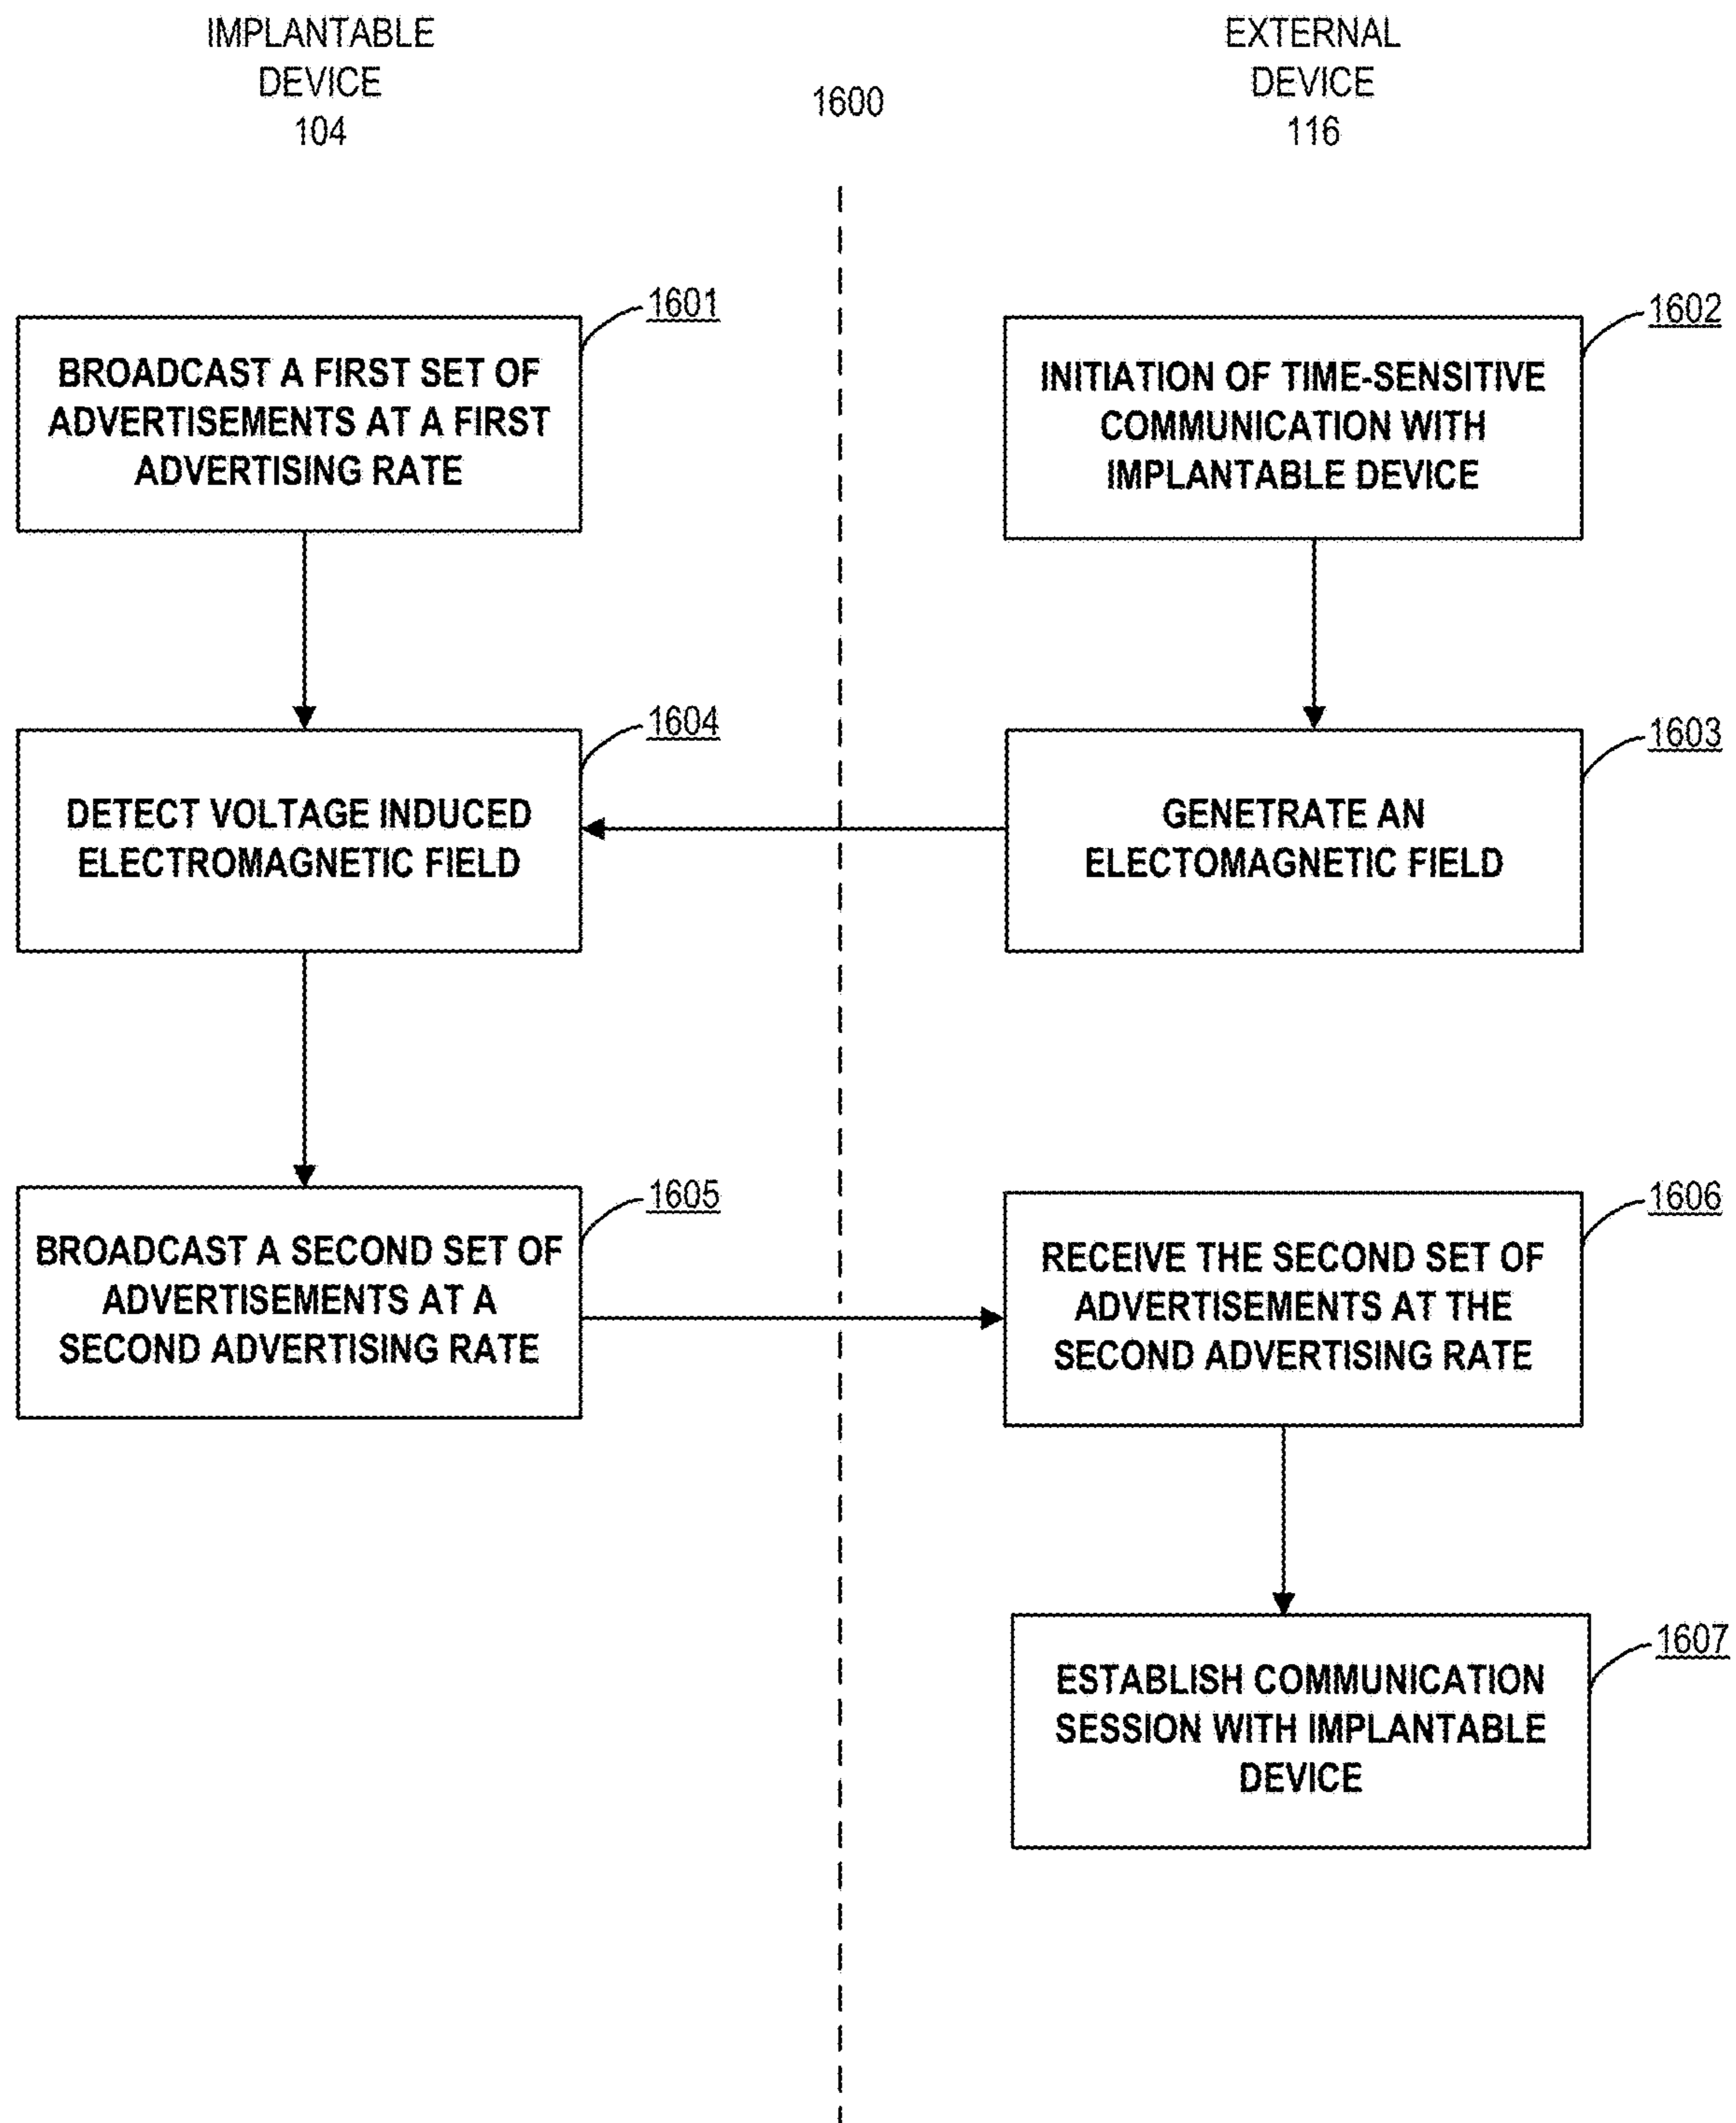 IMPLANTABLE
DEVICE
104
1600
EXTERNAL
DEVICE
116
1601
BROADCAST A FIRST SET OF
ADVERTISEMENTS AT A FIRST
ADVERTISING RATE
1602
INITIATION OF TIME-SENSITIVE
COMMUNICATION WITH
IMPLANTABLE DEVICE
1604
DETECT VOLTAGE INDUCED
ELECTROMAGNETIC FIELD
1603
GENETRATE AN
ELECTOMAGNETIC FIELD
1605
BROADCAST A SECOND SET OF
ADVERTISEMENTS AT A
SECOND ADVERTISING RATE
1606
RECEIVE THE SECOND SET OF
ADVERTISEMENTS AT THE
SECOND ADVERTISING RATE
1607
ESTABLISH COMMUNICATION
SESSION WITH IMPLANTABLE
DEVICE